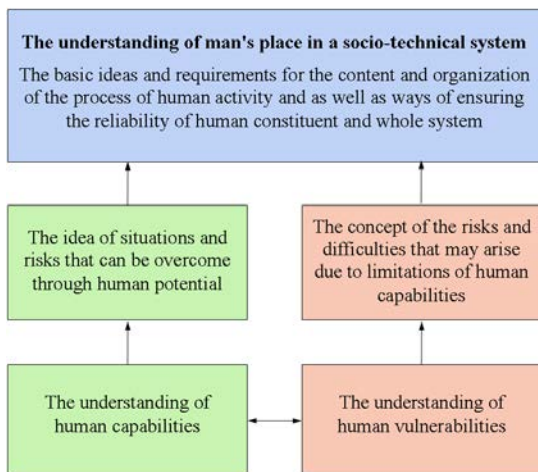 The understanding of man's place in a socio-technical system
The basic ideas and requirements for the content and organization
of the process of human activity and as well as ways of ensuring
the reliability of human constituent and whole system
The idea of situations and
risks that can be overcome
through human potential
The concept of the risks and
difficulties that may arise
due to limitations of human
capabilities
The understanding of
human capabilities
The understanding of
human vulnerabilities